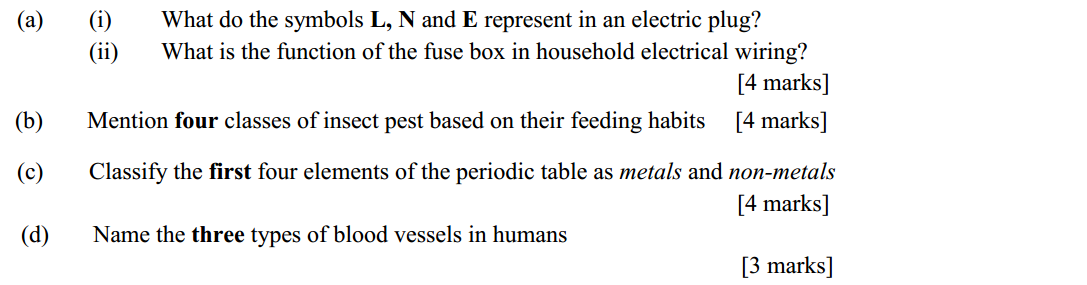 (a) (i) What do the symbols L, N and E represent in an electric plug?
(ii) What is the function of the fuse box in household electrical wiring?
[4 marks]
(b) Mention four classes of insect pest based on their feeding habits [4 marks]
(c) Classify the first four elements of the periodic table as metals and non-metals
[4 marks]
(d) Name the three types of blood vessels in humans
[3 marks]